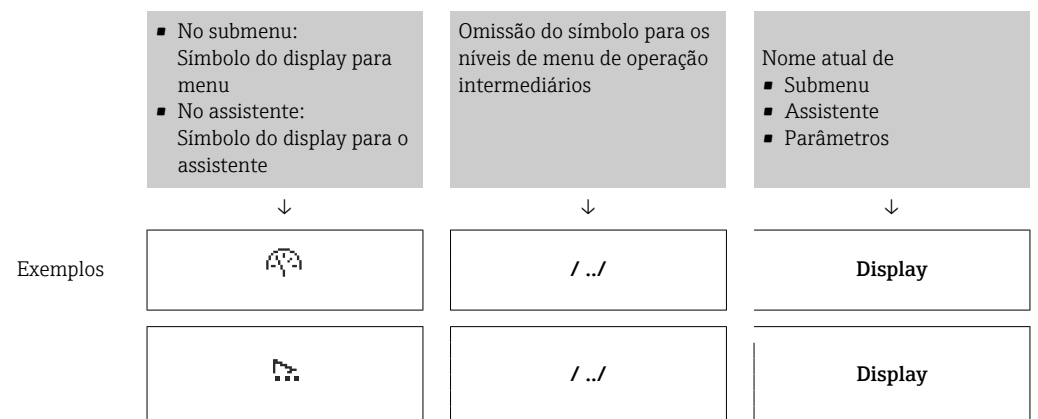 ▪ No submenu:
Símbolo do display para
menu
▪ No assistente:
Símbolo do display para o
assistente
Omissão do símbolo para os
níveis de menu de operação
intermediários
Nome atual de
▪ Submenu
▪ Assistente
▪ Parâmetros
↓ ↓ ↓
Exemplos / ../ Display
/ ../ Display